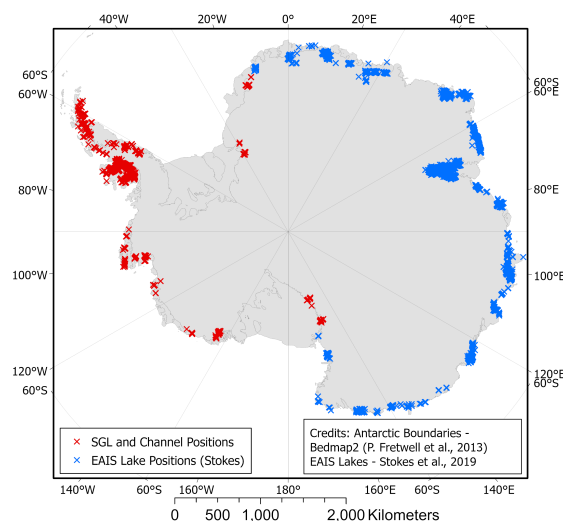 40°W 20°W 0° 20°E 40°E
60°S 60°S
60°W 60°E
80°W 80°E
100°W 100°E
120°W 120°E
60°S 60°S
SGL and Channel Positions
EAIS Lake Positions (Stokes)
Credits: Antarctic Boundaries -
Bedmap2 (P. Fretwell et al., 2013)
EAIS Lakes - Stokes et al., 2019
140°W 60°S 160°W 180° 160°E 60°S 140°E
0 500 1,000 2,000 Kilometers